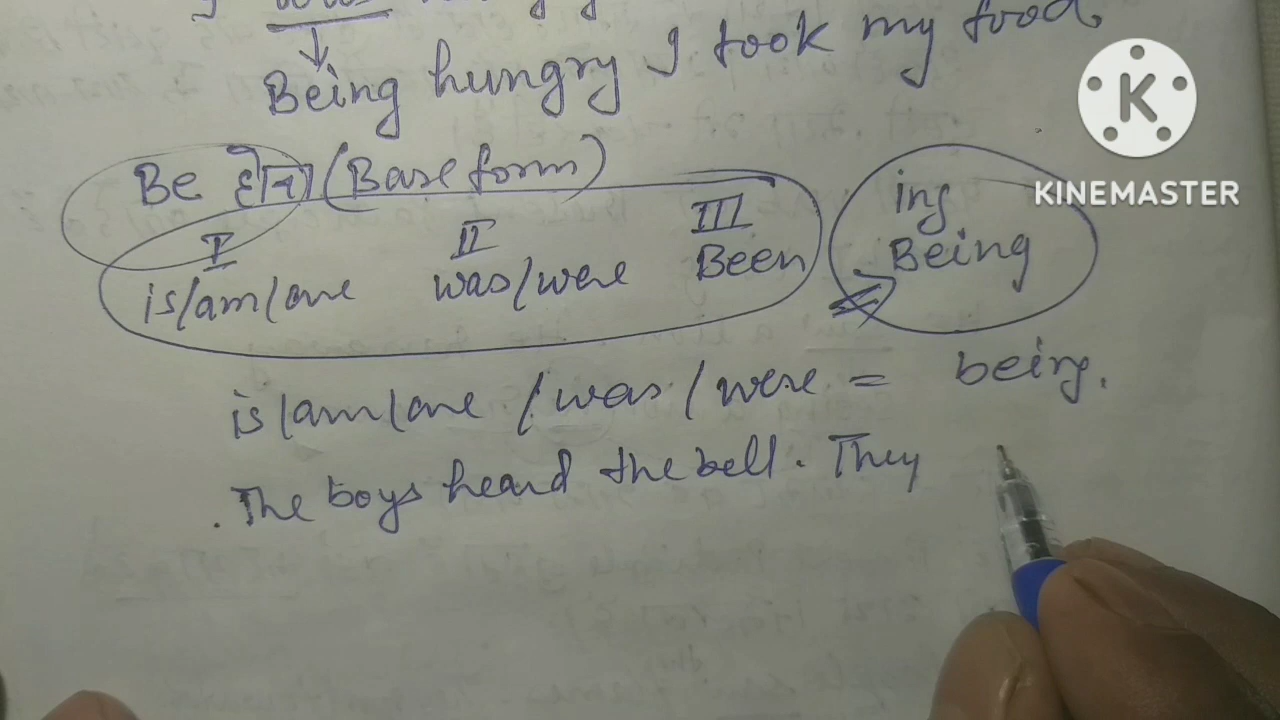 I was
Being hungry I took my food.
Be होना (Base form)
I II III ing
is/am/are was/were Been Being
is/am/are / was / were = being.
. The boys heard the bell. They
K
KINEMASTER